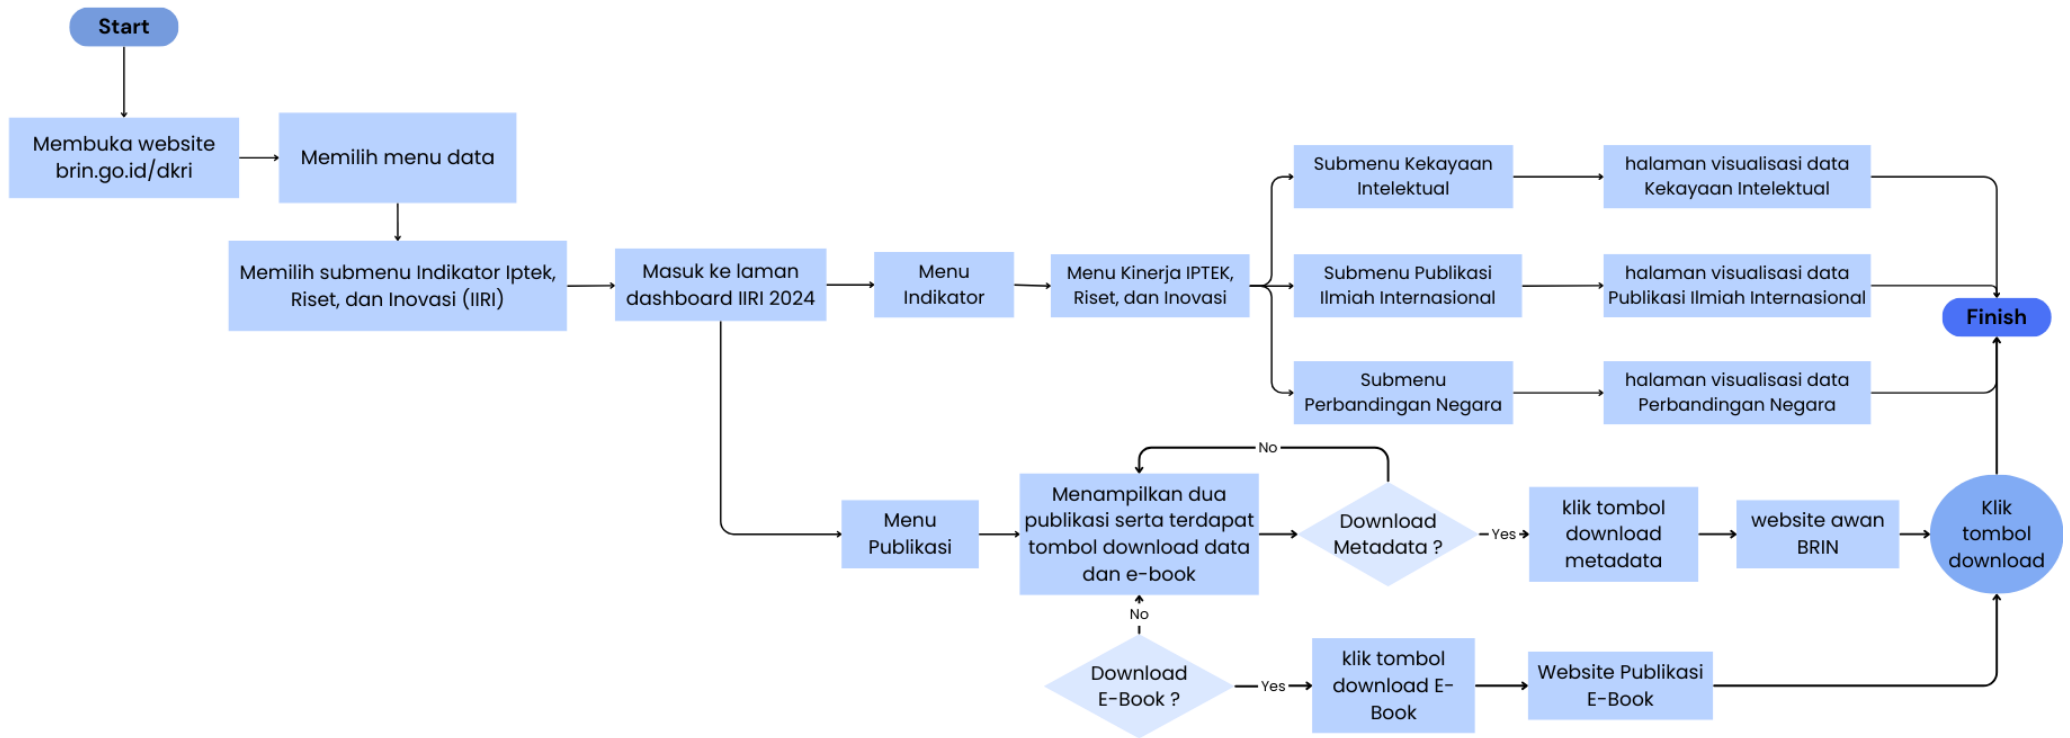 Start
Membuka website
brin.go.id/dkri
Memilih menu data
Memilih submenu Indikator Iptek,
Riset, dan Inovasi (IIRI)
Masuk ke laman
dashboard IIRI 2024
Menu
Indikator
Menu Kinerja IPTEK,
Riset, dan Inovasi
Submenu Kekayaan
Intelektual
halaman visualisasi data
Kekayaan Intelektual
Submenu Publikasi
Ilmiah Internasional
halaman visualisasi data
Publikasi Ilmiah Internasional
Submenu
Perbandingan Negara
halaman visualisasi data
Perbandingan Negara
Finish
Menu
Publikasi
Menampilkan dua
publikasi serta terdapat
tombol download data
dan e-book
No
Download
Metadata ?
Yes
klik tombol
download
metadata
website awan
BRIN
Klik
tombol
download
No
Download
E-Book ?
Yes
klik tombol
download E-
Book
Website Publikasi
E-Book